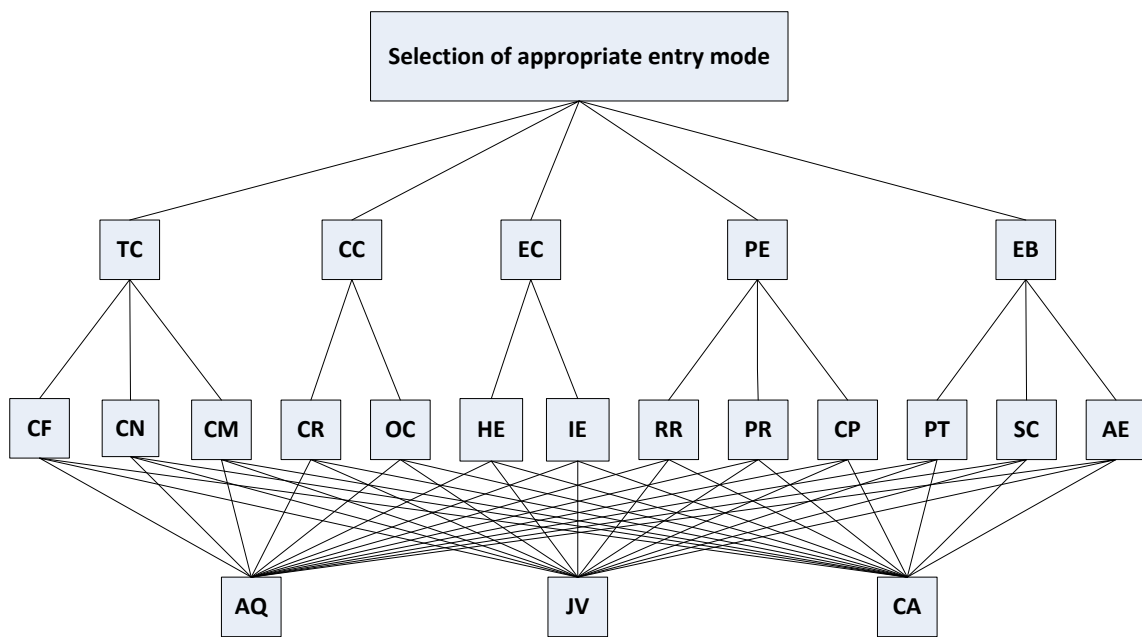 Selection of appropriate entry mode
TC CC EC PE EB
CF CN CM CR OC HE IE RR PR CP PT SC AE
AQ JV CA